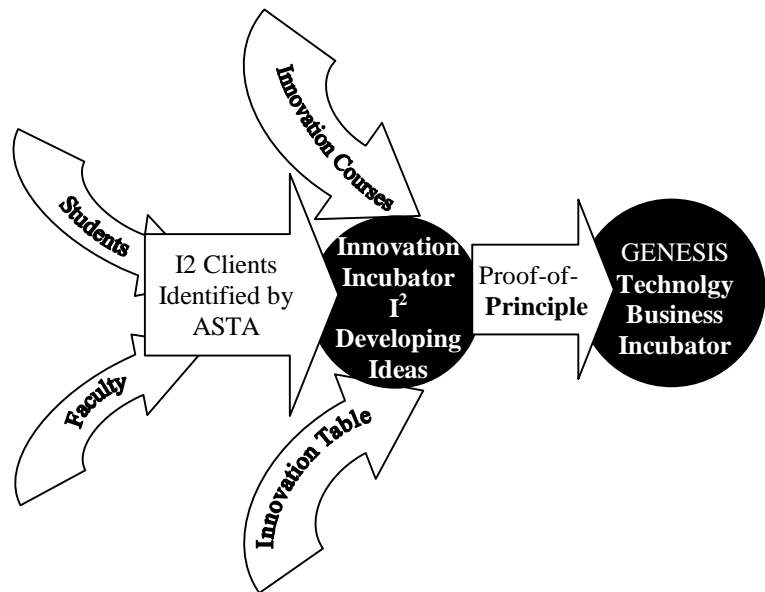 Innovation Courses
Students
I2 Clients
Identified by
ASTA
Faculty
Innovation Table
Innovation
Incubator
I²
Developing
Ideas
Proof-of-
Principle
GENESIS
Technolgy
Business
Incubator